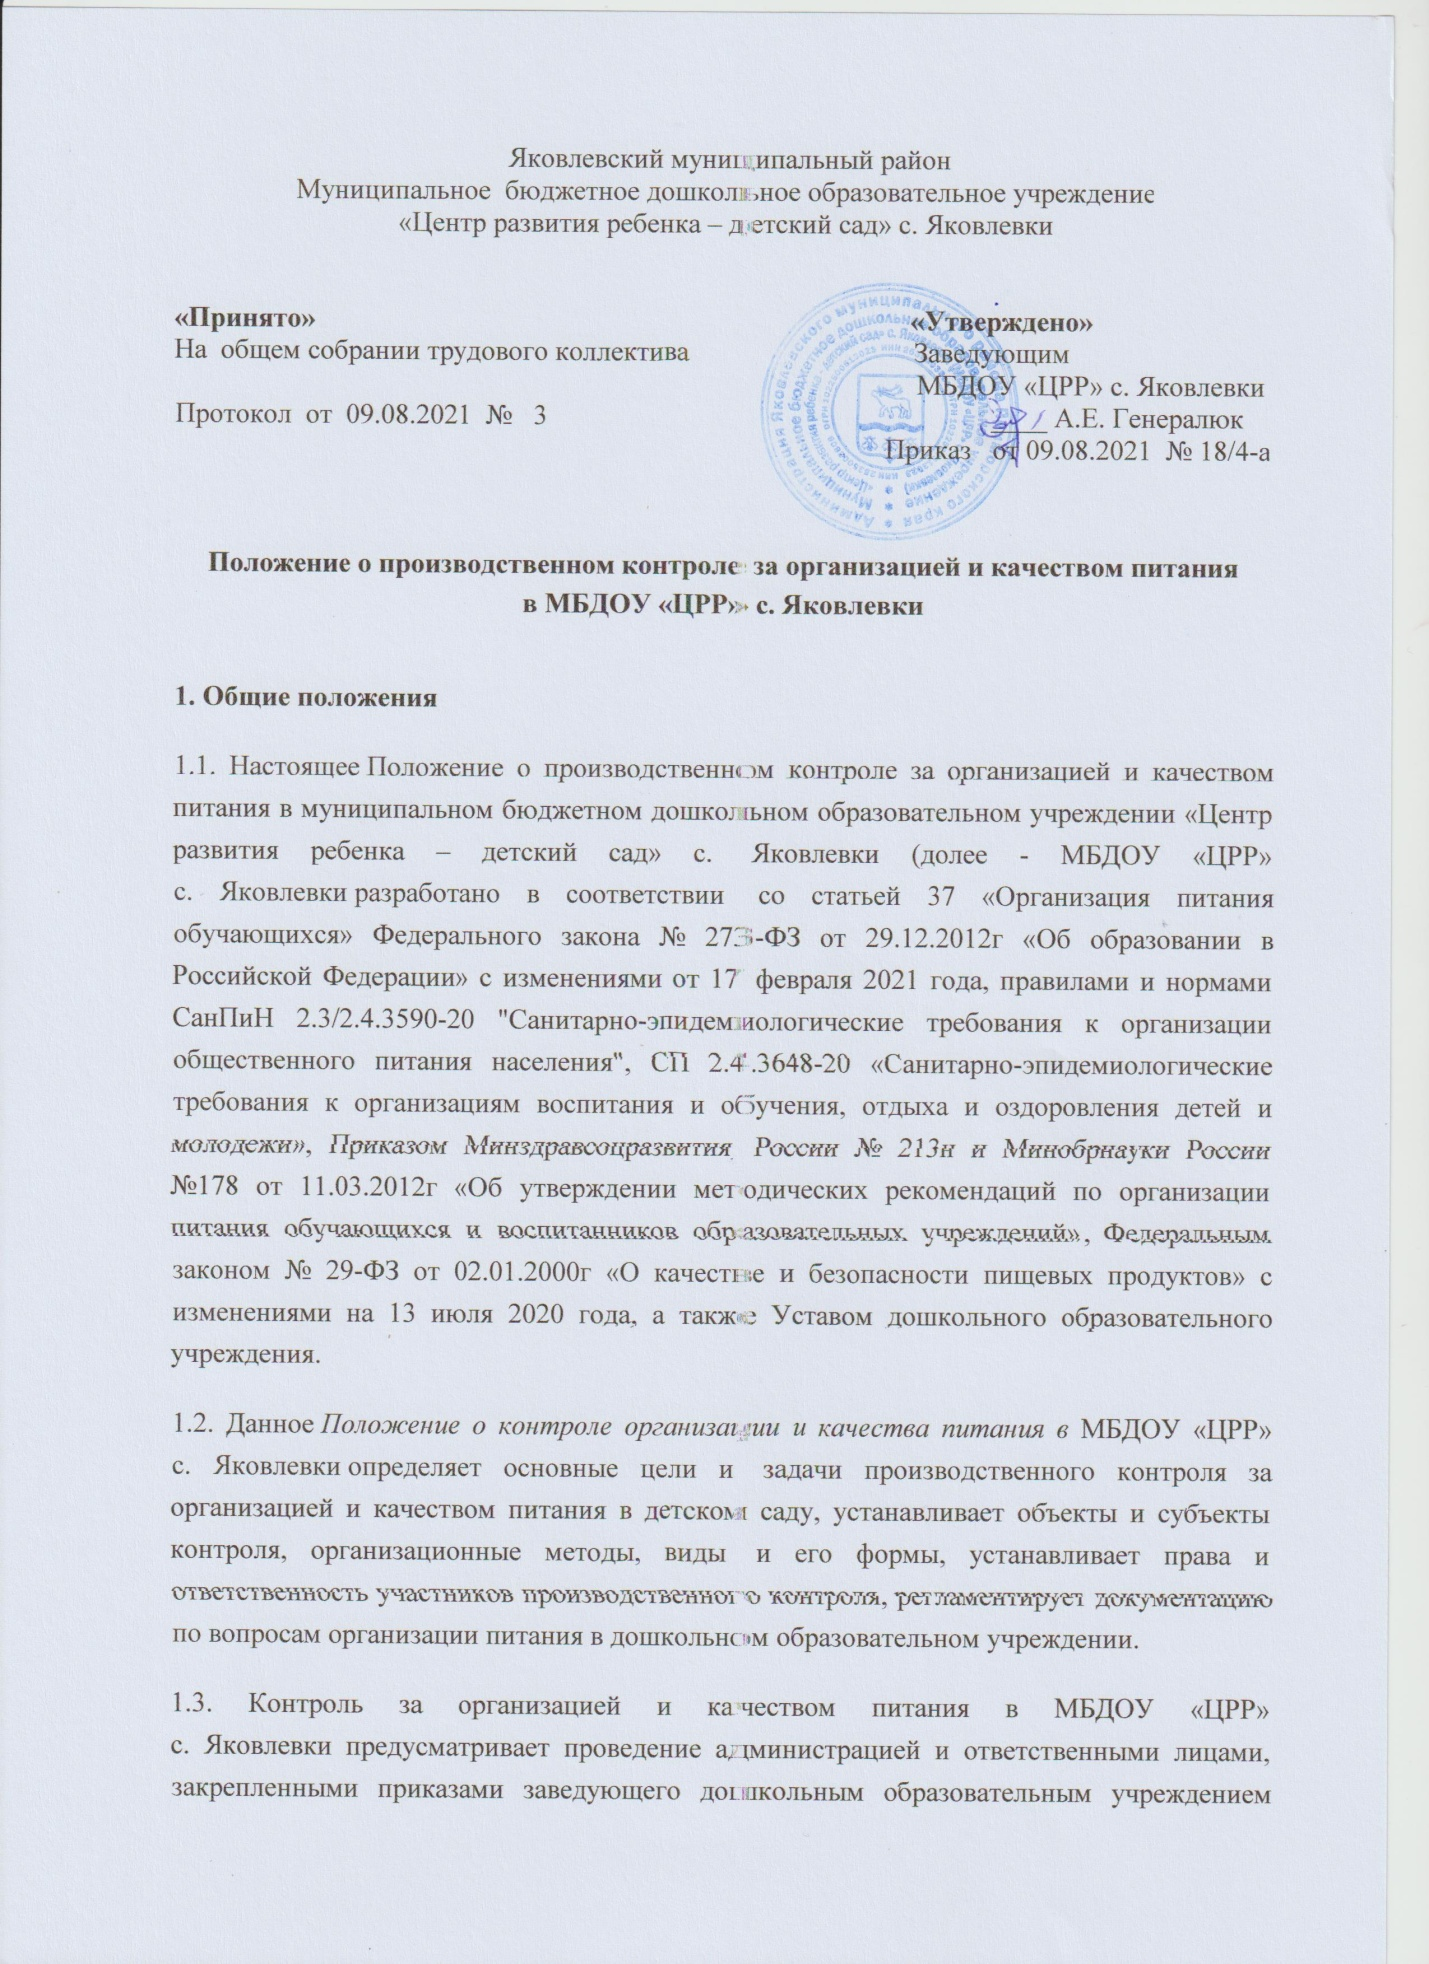 Яковлевский муниципальный район
Муниципальное бюджетное дошкольное образовательное учреждение
«Центр развития ребенка – детский сад» с. Яковлевки
«Принято»
На общем собрании трудового коллектива
Протокол от 09.08.2021 № 3
«Утверждено»
Заведующим
МБДОУ «ЦРР» с. Яковлевки
____ А.Е. Генералюк
Приказ от 09.08.2021 № 18/4-а
Положение о производственном контроле за организацией и качеством питания
в МБДОУ «ЦРР» с. Яковлевки
1. Общие положения
1.1. Настоящее Положение о производственном контроле за организацией и качеством
питания в муниципальном бюджетном дошкольном образовательном учреждении «Центр
развития ребенка – детский сад» с. Яковлевки (долее - МБДОУ «ЦРР»
с. Яковлевки разработано в соответствии со статьей 37 «Организация питания
обучающихся» Федерального закона № 273-ФЗ от 29.12.2012г «Об образовании в
Российской Федерации» с изменениями от 17 февраля 2021 года, правилами и нормами
СанПиН 2.3/2.4.3590-20 "Санитарно-эпидемиологические требования к организации
общественного питания населения", СП 2.4.3648-20 «Санитарно-эпидемиологические
требования к организациям воспитания и обучения, отдыха и оздоровления детей и
молодежи», Приказом Минздравсоцразвития России № 213н и Минобрнауки России
№178 от 11.03.2012г «Об утверждении методических рекомендаций по организации
питания обучающихся и воспитанников образовательных учреждений», Федеральным
законом № 29-ФЗ от 02.01.2000г «О качестве и безопасности пищевых продуктов» с
изменениями на 13 июля 2020 года, а также Уставом дошкольного образовательного
учреждения.
1.2. Данное Положение о контроле организации и качества питания в МБДОУ «ЦРР»
с. Яковлевки определяет основные цели и задачи производственного контроля за
организацией и качеством питания в детском саду, устанавливает объекты и субъекты
контроля, организационные методы, виды и его формы, устанавливает права и
ответственность участников производственного контроля, регламентирует документацию
по вопросам организации питания в дошкольном образовательном учреждении.
1.3. Контроль за организацией и качеством питания в МБДОУ «ЦРР»
с. Яковлевки предусматривает проведение администрацией и ответственными лицами,
закрепленными приказами заведующего дошкольным образовательным учреждением